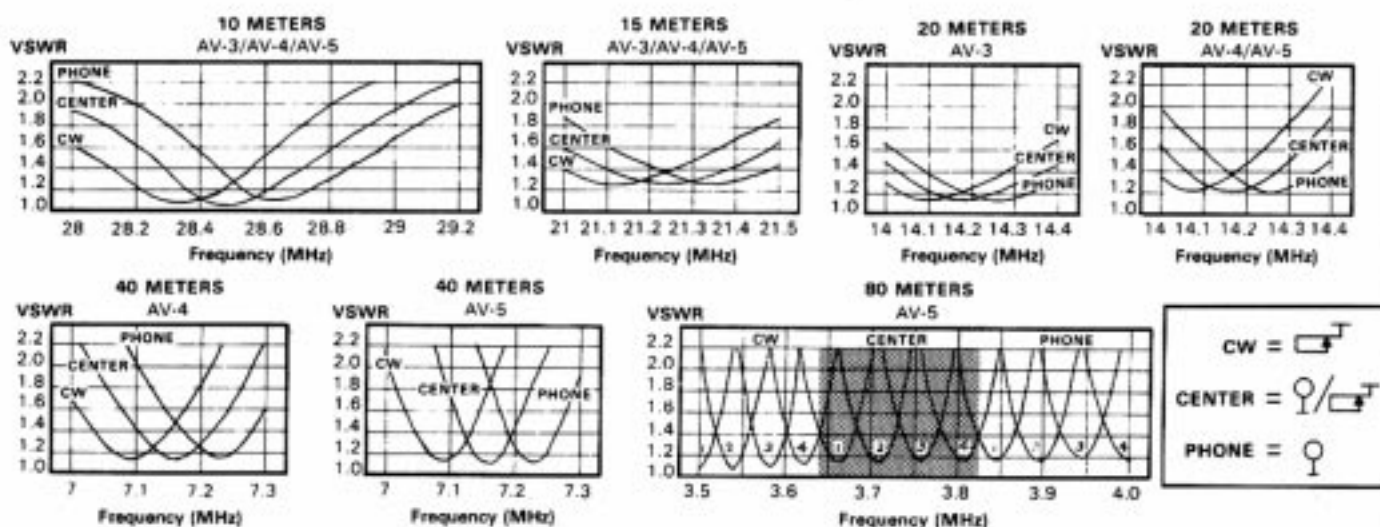 10 METERS
VSWR AV-3/AV-4/AV-5
2.2 PHONE
2.0 CENTER
1.8
1.6 CW
1.4
1.2
1.0
28 28.2 28.4 28.6 28.8 29 29.2
Frequency (MHz)
15 METERS
AV-3/AV-4/AV-5
2.2
2.0 PHONE
1.8
1.6 CENTER
1.4 CW
1.2
1.0
21 21.1 21.2 21.3 21.4 21.5
Frequency (MHz)
20 METERS
AV-3
2.2
2.0
1.8
1.6 CW
1.4 CENTER
1.2 PHONE
1.0
14 14.1 14.2 14.3 14.4
Frequency (MHz)
20 METERS
AV-4/AV-5
2.2 CW
2.0
1.8
1.6 CENTER
1.4
1.2 PHONE
1.0
14 14.1 14.2 14.3 14.4
Frequency (MHz)
40 METERS
VSWR AV-4
2.2 PHONE
2.0 CENTER
1.8 CW
1.6
1.4
1.2
1.0
7 7.1 7.2 7.3
Frequency (MHz)
40 METERS
VSWR AV-5
2.2
2.0 CW
1.8 CENTER PHONE
1.6
1.4
1.2
1.0
7 7.1 7.2 7.3
Frequency (MHz)
80 METERS
VSWR AV-5
CW CENTER PHONE
2.2
2.0
1.8
1.6
1.4
1.2 2 3 4 1 2 3 4 3 4
1.0
3.5 3.6 3.7 3.8 3.9 4.0
Frequency (MHz)
CW =
CENTER = /
PHONE =